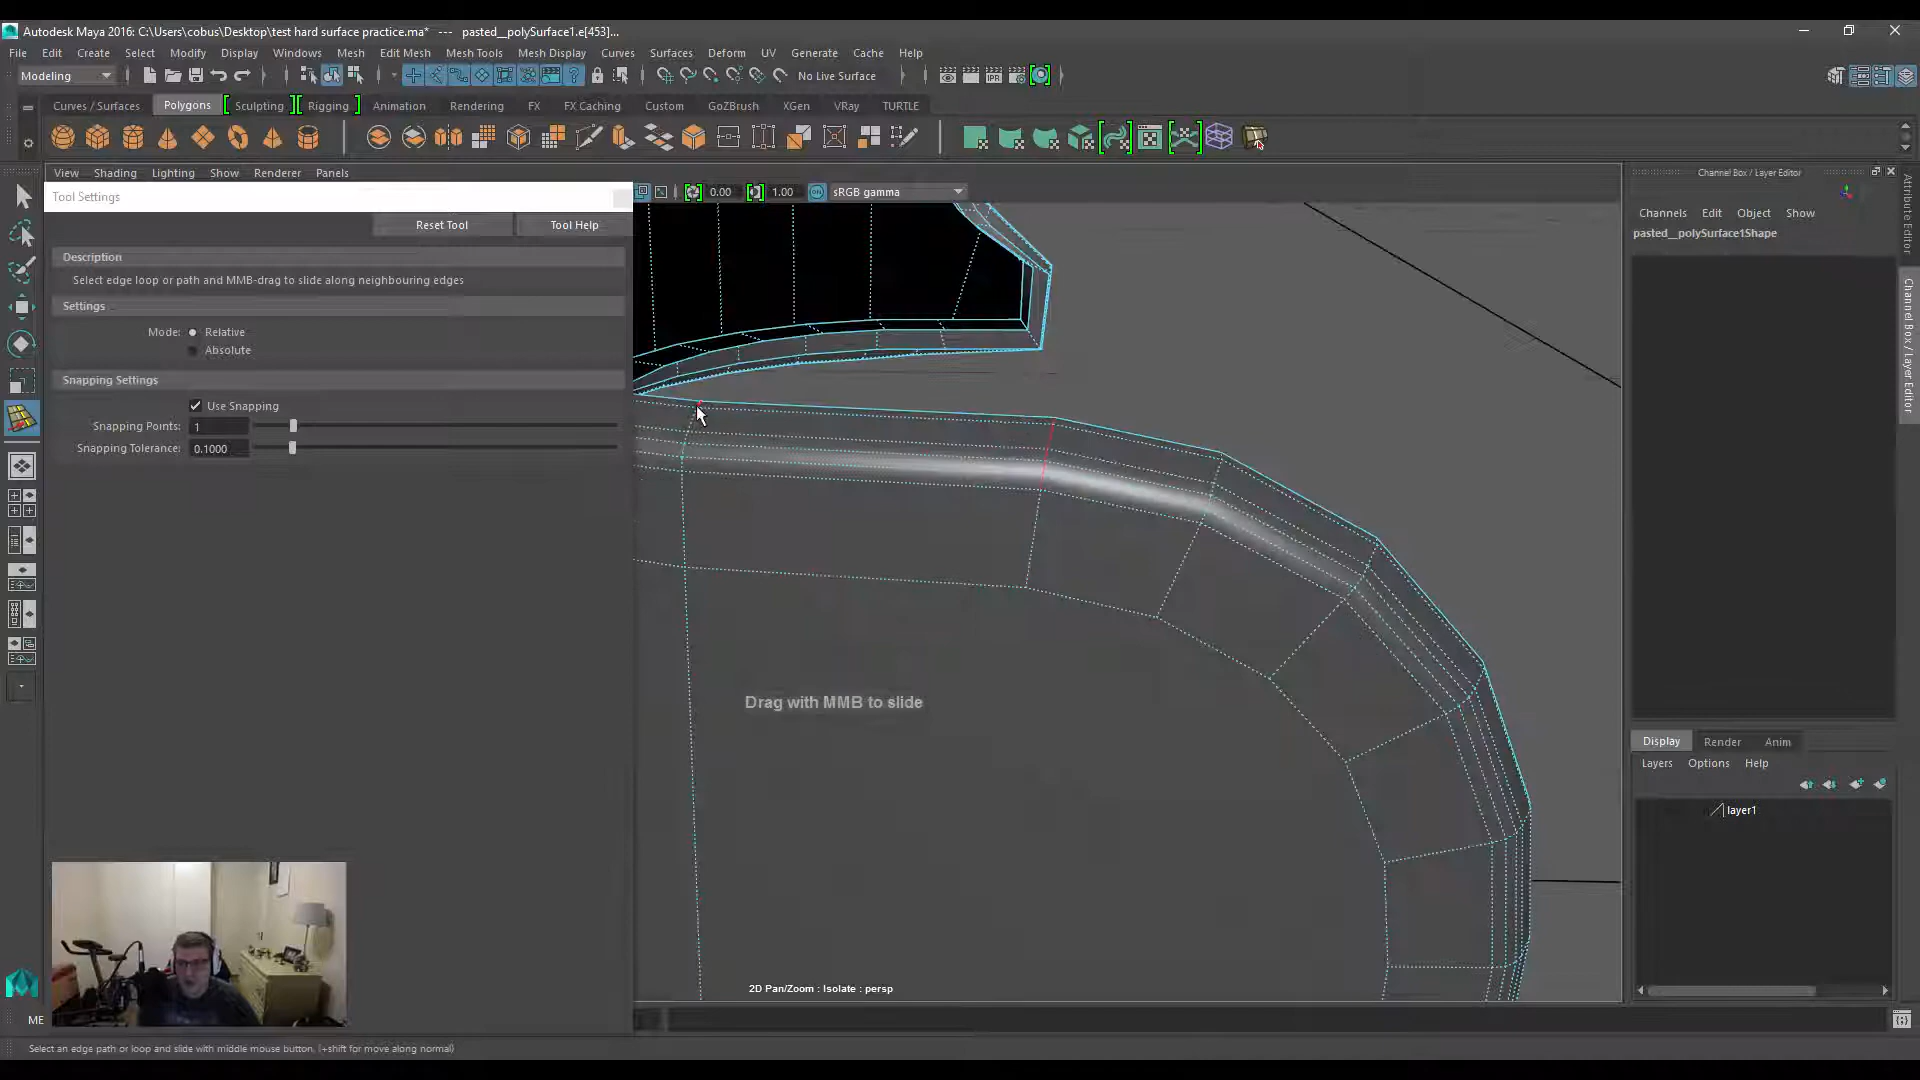 Autodesk Maya 2016: C:\Users\cobus\Desktop\test hard surface practice.ma*   ---   pasted__polySurface1.e[453]...
File Edit Create Select Modify Display Windows Mesh Edit Mesh Mesh Tools Mesh Display Curves Surfaces Deform UV Generate Cache Help
Modeling
No Live Surface
Curves / Surfaces Polygons Sculpting Rigging Animation Rendering FX FX Caching Custom GoZBrush XGen VRay TURTLE
View Shading Lighting Show Renderer Panels
Tool Settings
0.00 1.00 sRGB gamma
Reset Tool Tool Help
Description
Select edge loop or path and MMB-drag to slide along neighbouring edges
Settings
Mode: Relative
Absolute
Snapping Settings
Use Snapping
Snapping Points: 1
Snapping Tolerance: 0.1000
Drag with MMB to slide
2D Pan/Zoom : Isolate : persp
Channel Box / Layer Editor
Channels Edit Object Show
pasted__polySurface1Shape
Attribute Editor
Channel Box / Layer Editor
Display Render Anim
Layers Options Help
layer1
ME
Select an edge path or loop and slide with middle mouse button. (+shift for move along normal)